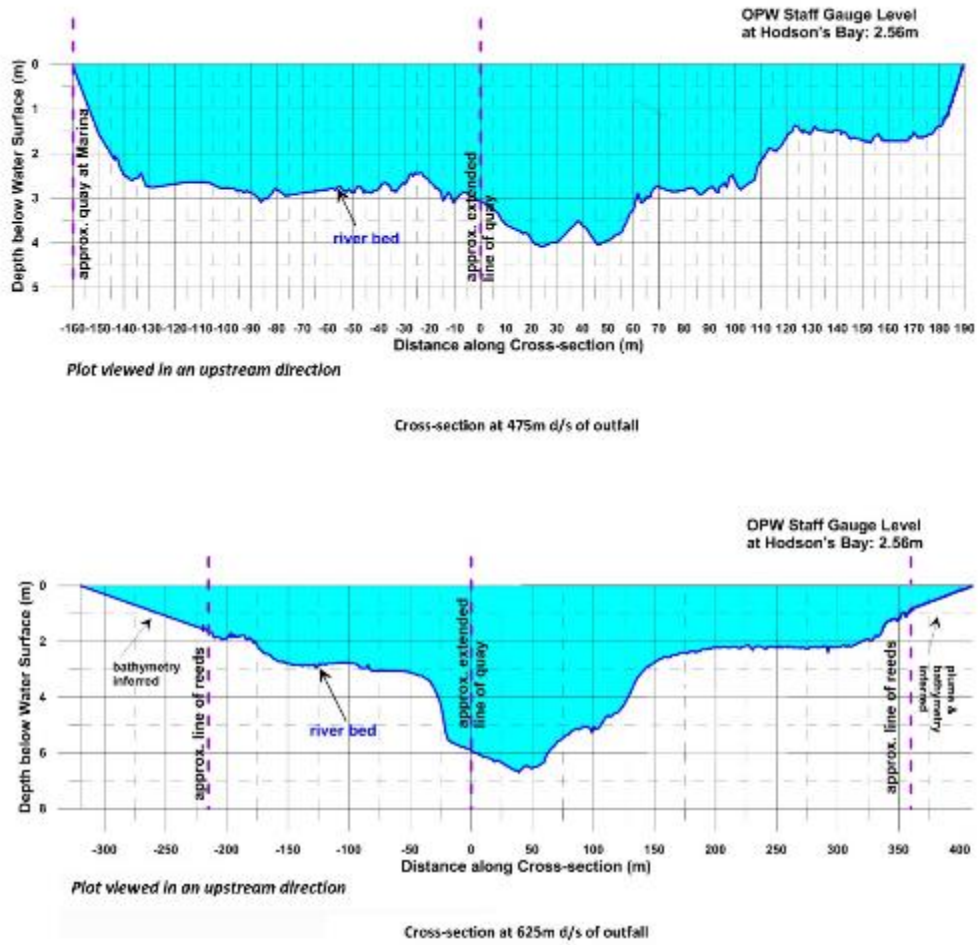 OPW Staff Gauge Level
at Hodson's Bay: 2.56m
Depth below Water Surface (m)
0
1
2
3
4
5
approx. quay at Marina
river bed
approx. extended
line of quay
-160 -150 -140 -130 -120 -110 -100 -90 -80 -70 -60 -50 -40 -30 -20 -10 0 10 20 30 40 50 60 70 80 90 100 110 120 130 140 150 160 170 180 190
Distance along Cross-section (m)
Plot viewed in an upstream direction
Cross-section at 475m d/s of outfall
OPW Staff Gauge Level
at Hodson's Bay: 2.56m
Depth below Water Surface (m)
0
2
4
6
8
bathymetry
inferred
approx. line of reeds
river bed
approx. extended
line of quay
approx. line of reeds
plume &
bathymetry
inferred
-300 -250 -200 -150 -100 -50 0 50 100 150 200 250 300 350 400
Distance along Cross-section (m)
Plot viewed in an upstream direction
Cross-section at 625m d/s of outfall